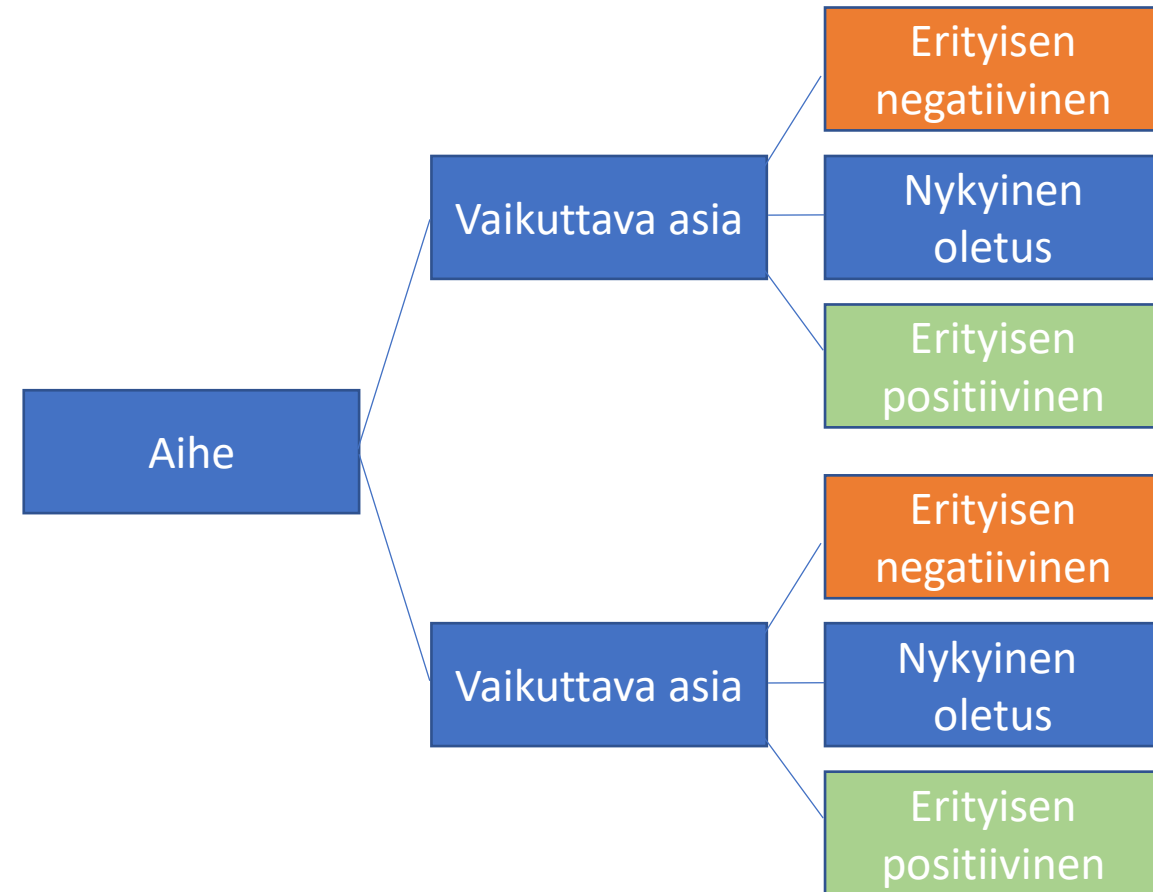 Erityisen
negatiivinen
Vaikuttava asia
Nykyinen
oletus
Erityisen
positiivinen
Aihe
Erityisen
negatiivinen
Vaikuttava asia
Nykyinen
oletus
Erityisen
positiivinen